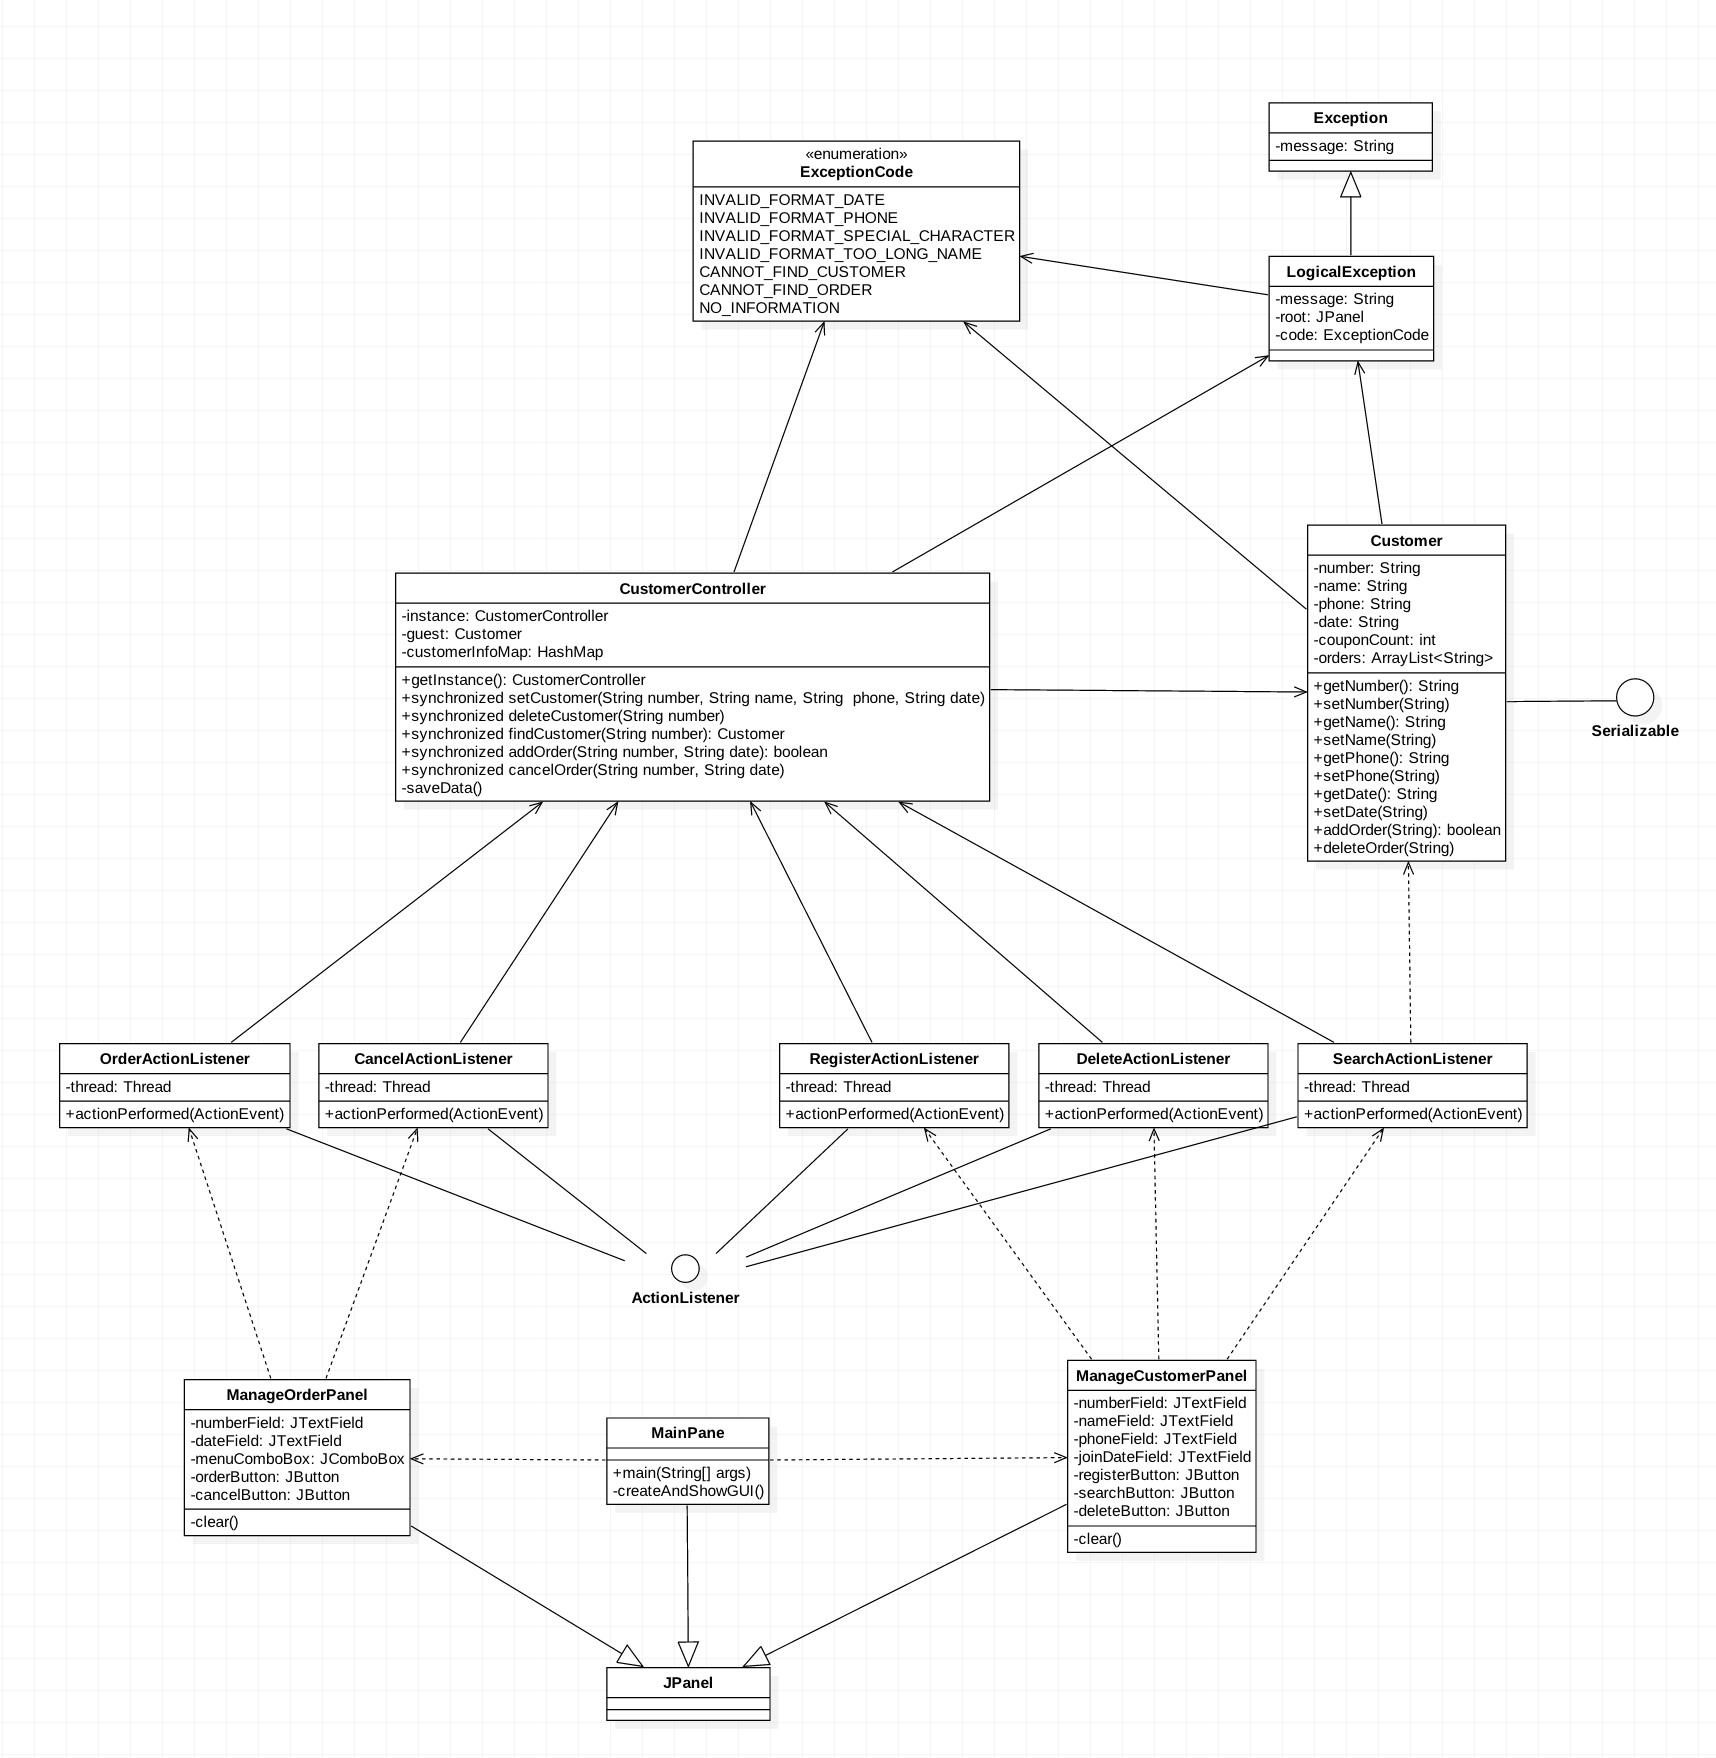 Exception
-message: String
«enumeration»
ExceptionCode
INVALID_FORMAT_DATE
INVALID_FORMAT_PHONE
INVALID_FORMAT_SPECIAL_CHARACTER
INVALID_FORMAT_TOO_LONG_NAME
CANNOT_FIND_CUSTOMER
CANNOT_FIND_ORDER
NO_INFORMATION
LogicalException
-message: String
-root: JPanel
-code: ExceptionCode
Customer
-number: String
-name: String
-phone: String
-date: String
-couponCount: int
-orders: ArrayList<String>
+getNumber(): String
+setNumber(String)
+getName(): String
+setName(String)
+getPhone(): String
+setPhone(String)
+getDate(): String
+setDate(String)
+addOrder(String): boolean
+deleteOrder(String)
Serializable
CustomerController
-instance: CustomerController
-guest: Customer
-customerInfoMap: HashMap
+getInstance(): CustomerController
+synchronized setCustomer(String number, String name, String  phone, String date)
+synchronized deleteCustomer(String number)
+synchronized findCustomer(String number): Customer
+synchronized addOrder(String number, String date): boolean
+synchronized cancelOrder(String number, String date)
-saveData()
OrderActionListener
-thread: Thread
+actionPerformed(ActionEvent)
CancelActionListener
-thread: Thread
+actionPerformed(ActionEvent)
RegisterActionListener
-thread: Thread
+actionPerformed(ActionEvent)
DeleteActionListener
-thread: Thread
+actionPerformed(ActionEvent)
SearchActionListener
-thread: Thread
+actionPerformed(ActionEvent)
ActionListener
ManageOrderPanel
-numberField: JTextField
-dateField: JTextField
-menuComboBox: JComboBox
-orderButton: JButton
-cancelButton: JButton
-clear()
MainPane
+main(String[] args)
-createAndShowGUI()
ManageCustomerPanel
-numberField: JTextField
-nameField: JTextField
-phoneField: JTextField
-joinDateField: JTextField
-registerButton: JButton
-searchButton: JButton
-deleteButton: JButton
-clear()
JPanel